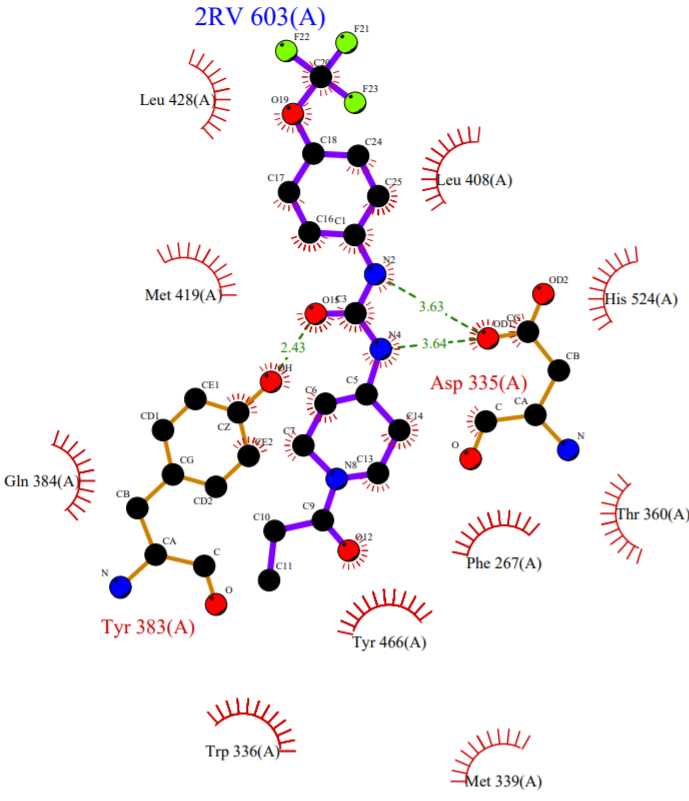 2RV 603(A)
F22
F21
C20
F23
Leu 428(A)
O19
C18
C24
Leu 408(A)
C17
C25
C16
C1
N2
His 524(A)
OD2
Met 419(A)
O15
C3
3.63
OD1
CG
2.43
N4
3.64
CB
OH
Asp 335(A)
CE1
C6
C5
C
CA
CD1
CZ
C14
C7
CE2
O
N
CG
N8
C13
Gln 384(A)
CD2
CB
C9
Thr 360(A)
C10
O12
Phe 267(A)
CA
C
C11
N
O
Tyr 383(A)
Tyr 466(A)
Trp 336(A)
Met 339(A)